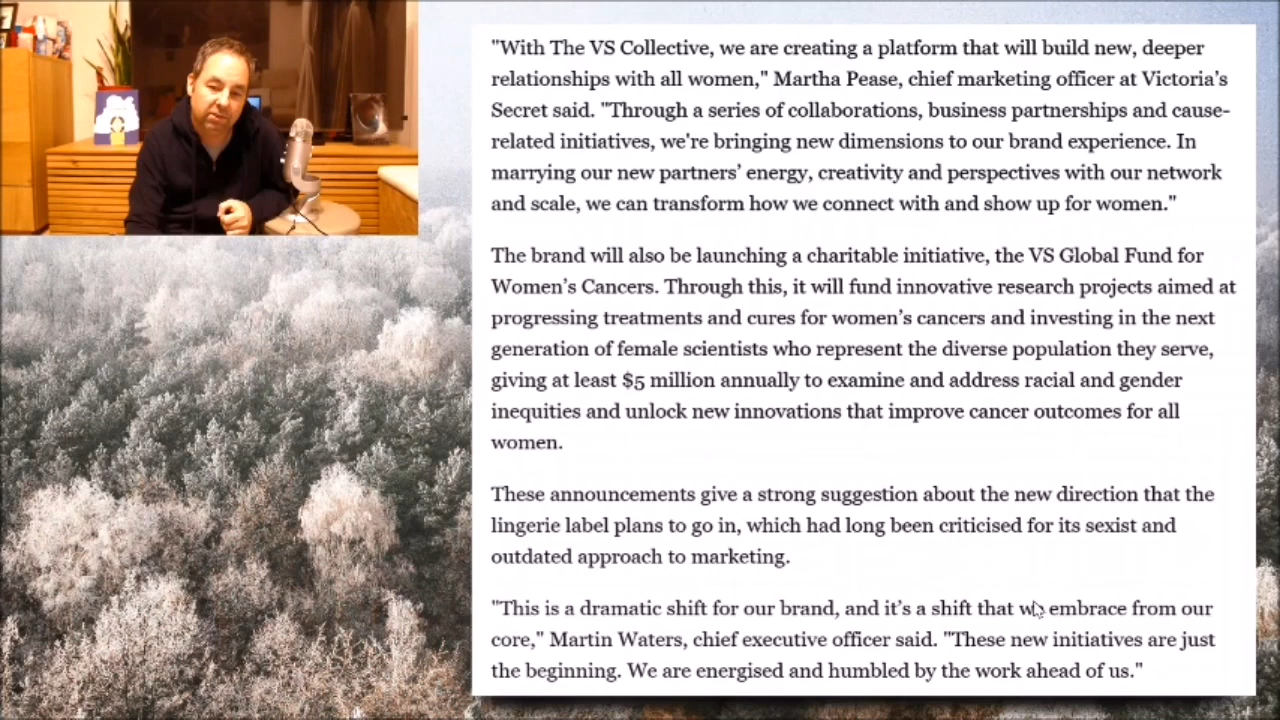 "With The VS Collective, we are creating a platform that will build new, deeper
relationships with all women," Martha Pease, chief marketing officer at Victoria’s
Secret said. "Through a series of collaborations, business partnerships and cause-
related initiatives, we're bringing new dimensions to our brand experience. In
marrying our new partners’ energy, creativity and perspectives with our network
and scale, we can transform how we connect with and show up for women."
The brand will also be launching a charitable initiative, the VS Global Fund for
Women’s Cancers. Through this, it will fund innovative research projects aimed at
progressing treatments and cures for women’s cancers and investing in the next
generation of female scientists who represent the diverse population they serve,
giving at least $5 million annually to examine and address racial and gender
inequities and unlock new innovations that improve cancer outcomes for all
women.
These announcements give a strong suggestion about the new direction that the
lingerie label plans to go in, which had long been criticised for its sexist and
outdated approach to marketing.
"This is a dramatic shift for our brand, and it’s a shift that we embrace from our
core," Martin Waters, chief executive officer said. "These new initiatives are just
the beginning. We are energised and humbled by the work ahead of us."